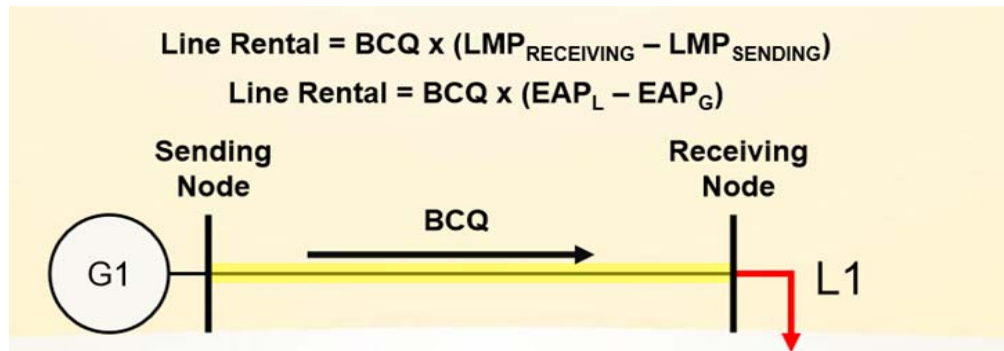 Line Rental = BCQ x (LMPRECEIVING – LMPSENDING)
Line Rental = BCQ x (EAPL – EAPG)
Sending
Node
Receiving
Node
BCQ
G1
L1